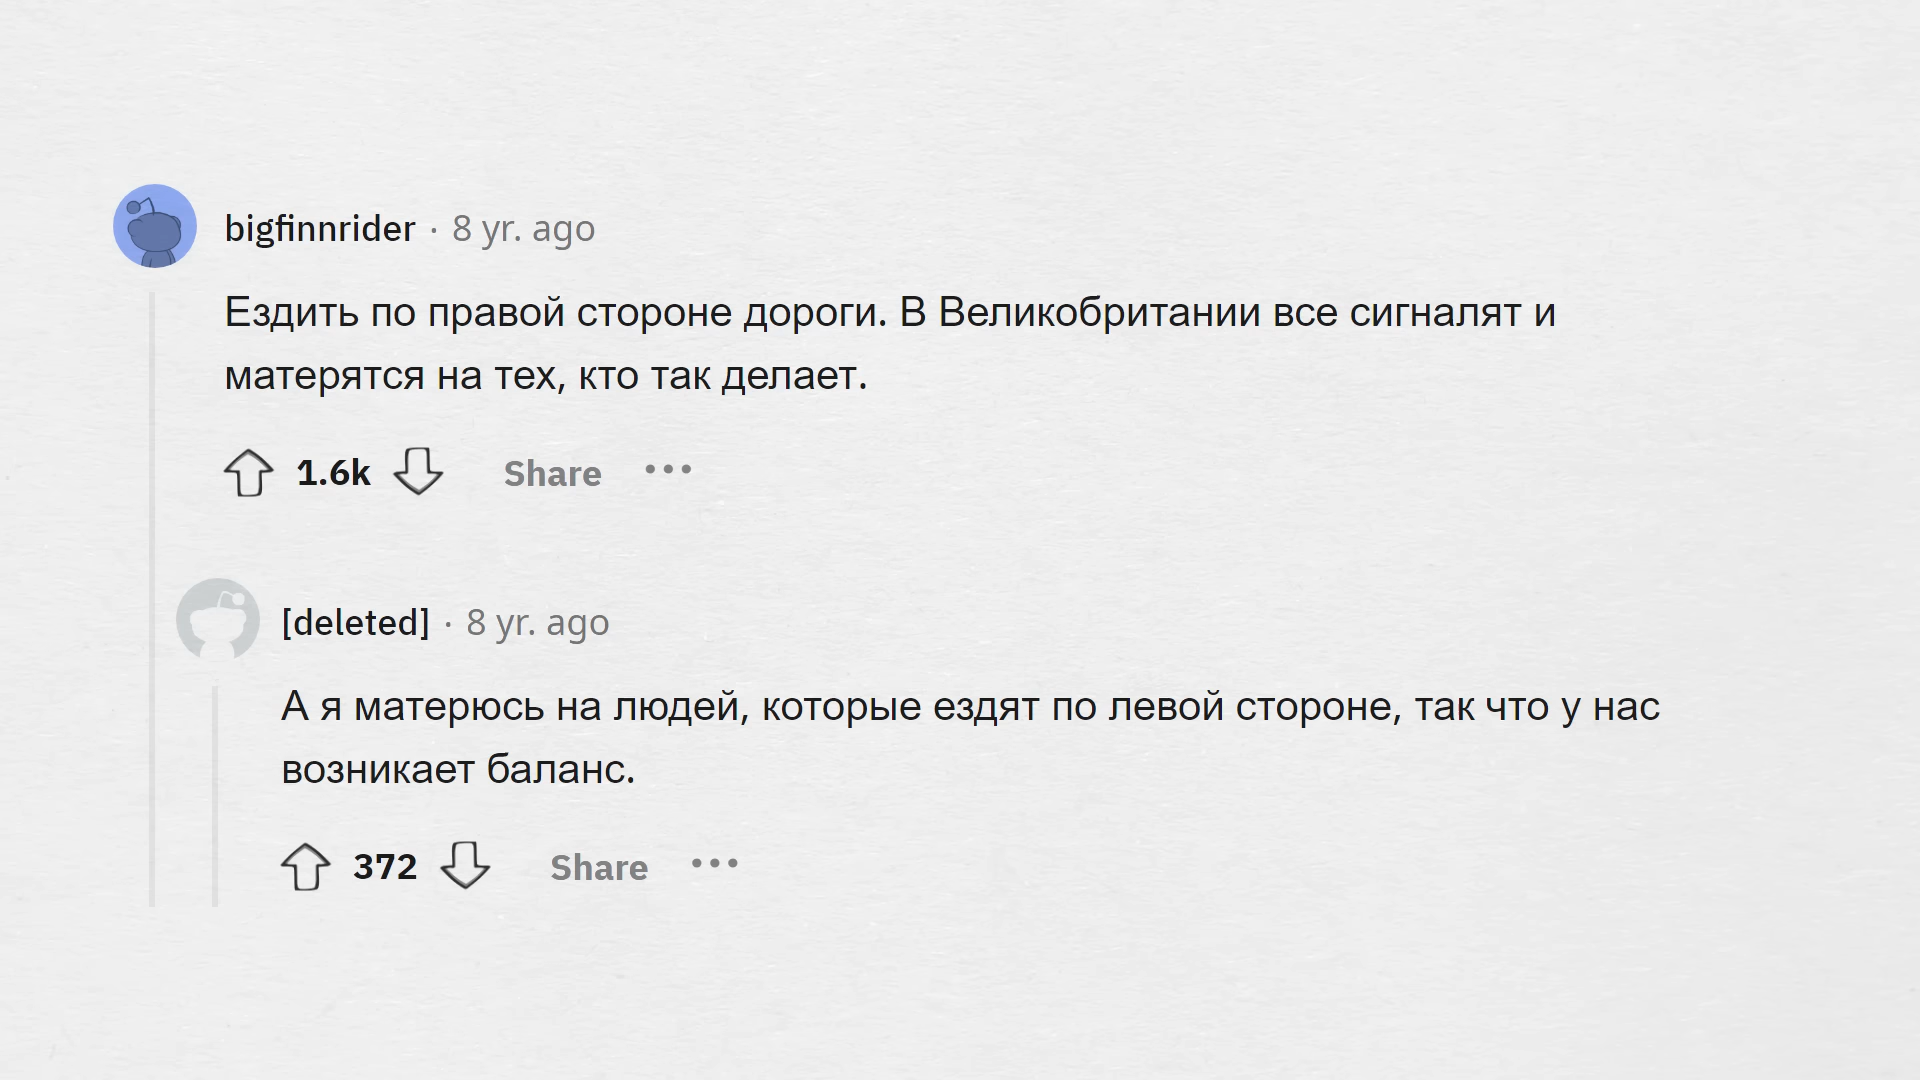 bigfinnrider · 8 yr. ago
Ездить по правой стороне дороги. В Великобритании все сигналят и
матерятся на тех, кто так делает.
1.6k Share •••
[deleted] · 8 yr. ago
А я матерюсь на людей, которые ездят по левой стороне, так что у нас
возникает баланс.
372 Share •••